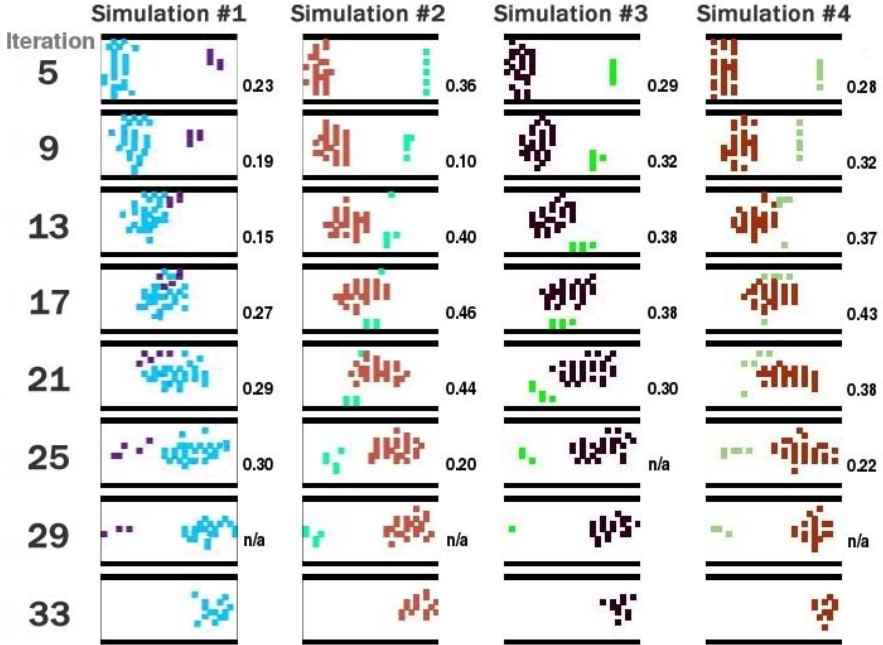 Simulation #1 Simulation #2 Simulation #3 Simulation #4
Iteration
5 0.23 0.36 0.29 0.28
9 0.19 0.10 0.32 0.32
13 0.15 0.40 0.38 0.37
17 0.27 0.46 0.38 0.43
21 0.29 0.44 0.30 0.38
25 0.30 0.20 n/a 0.22
29 n/a n/a n/a
33